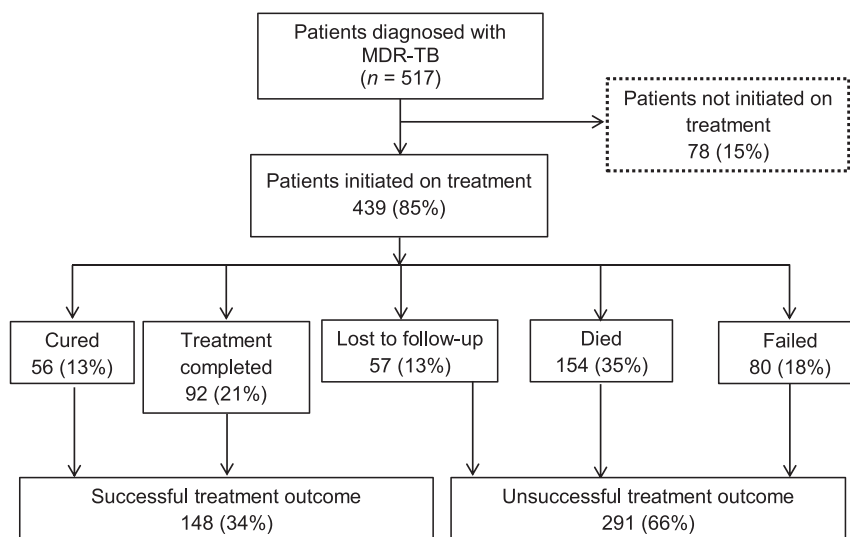 Patients diagnosed with
MDR-TB
(n = 517)
Patients not initiated on
treatment
78 (15%)
Patients initiated on treatment
439 (85%)
Cured
56 (13%)
Treatment
completed
92 (21%)
Lost to follow-up
57 (13%)
Died
154 (35%)
Failed
80 (18%)
Successful treatment outcome
148 (34%)
Unsuccessful treatment outcome
291 (66%)